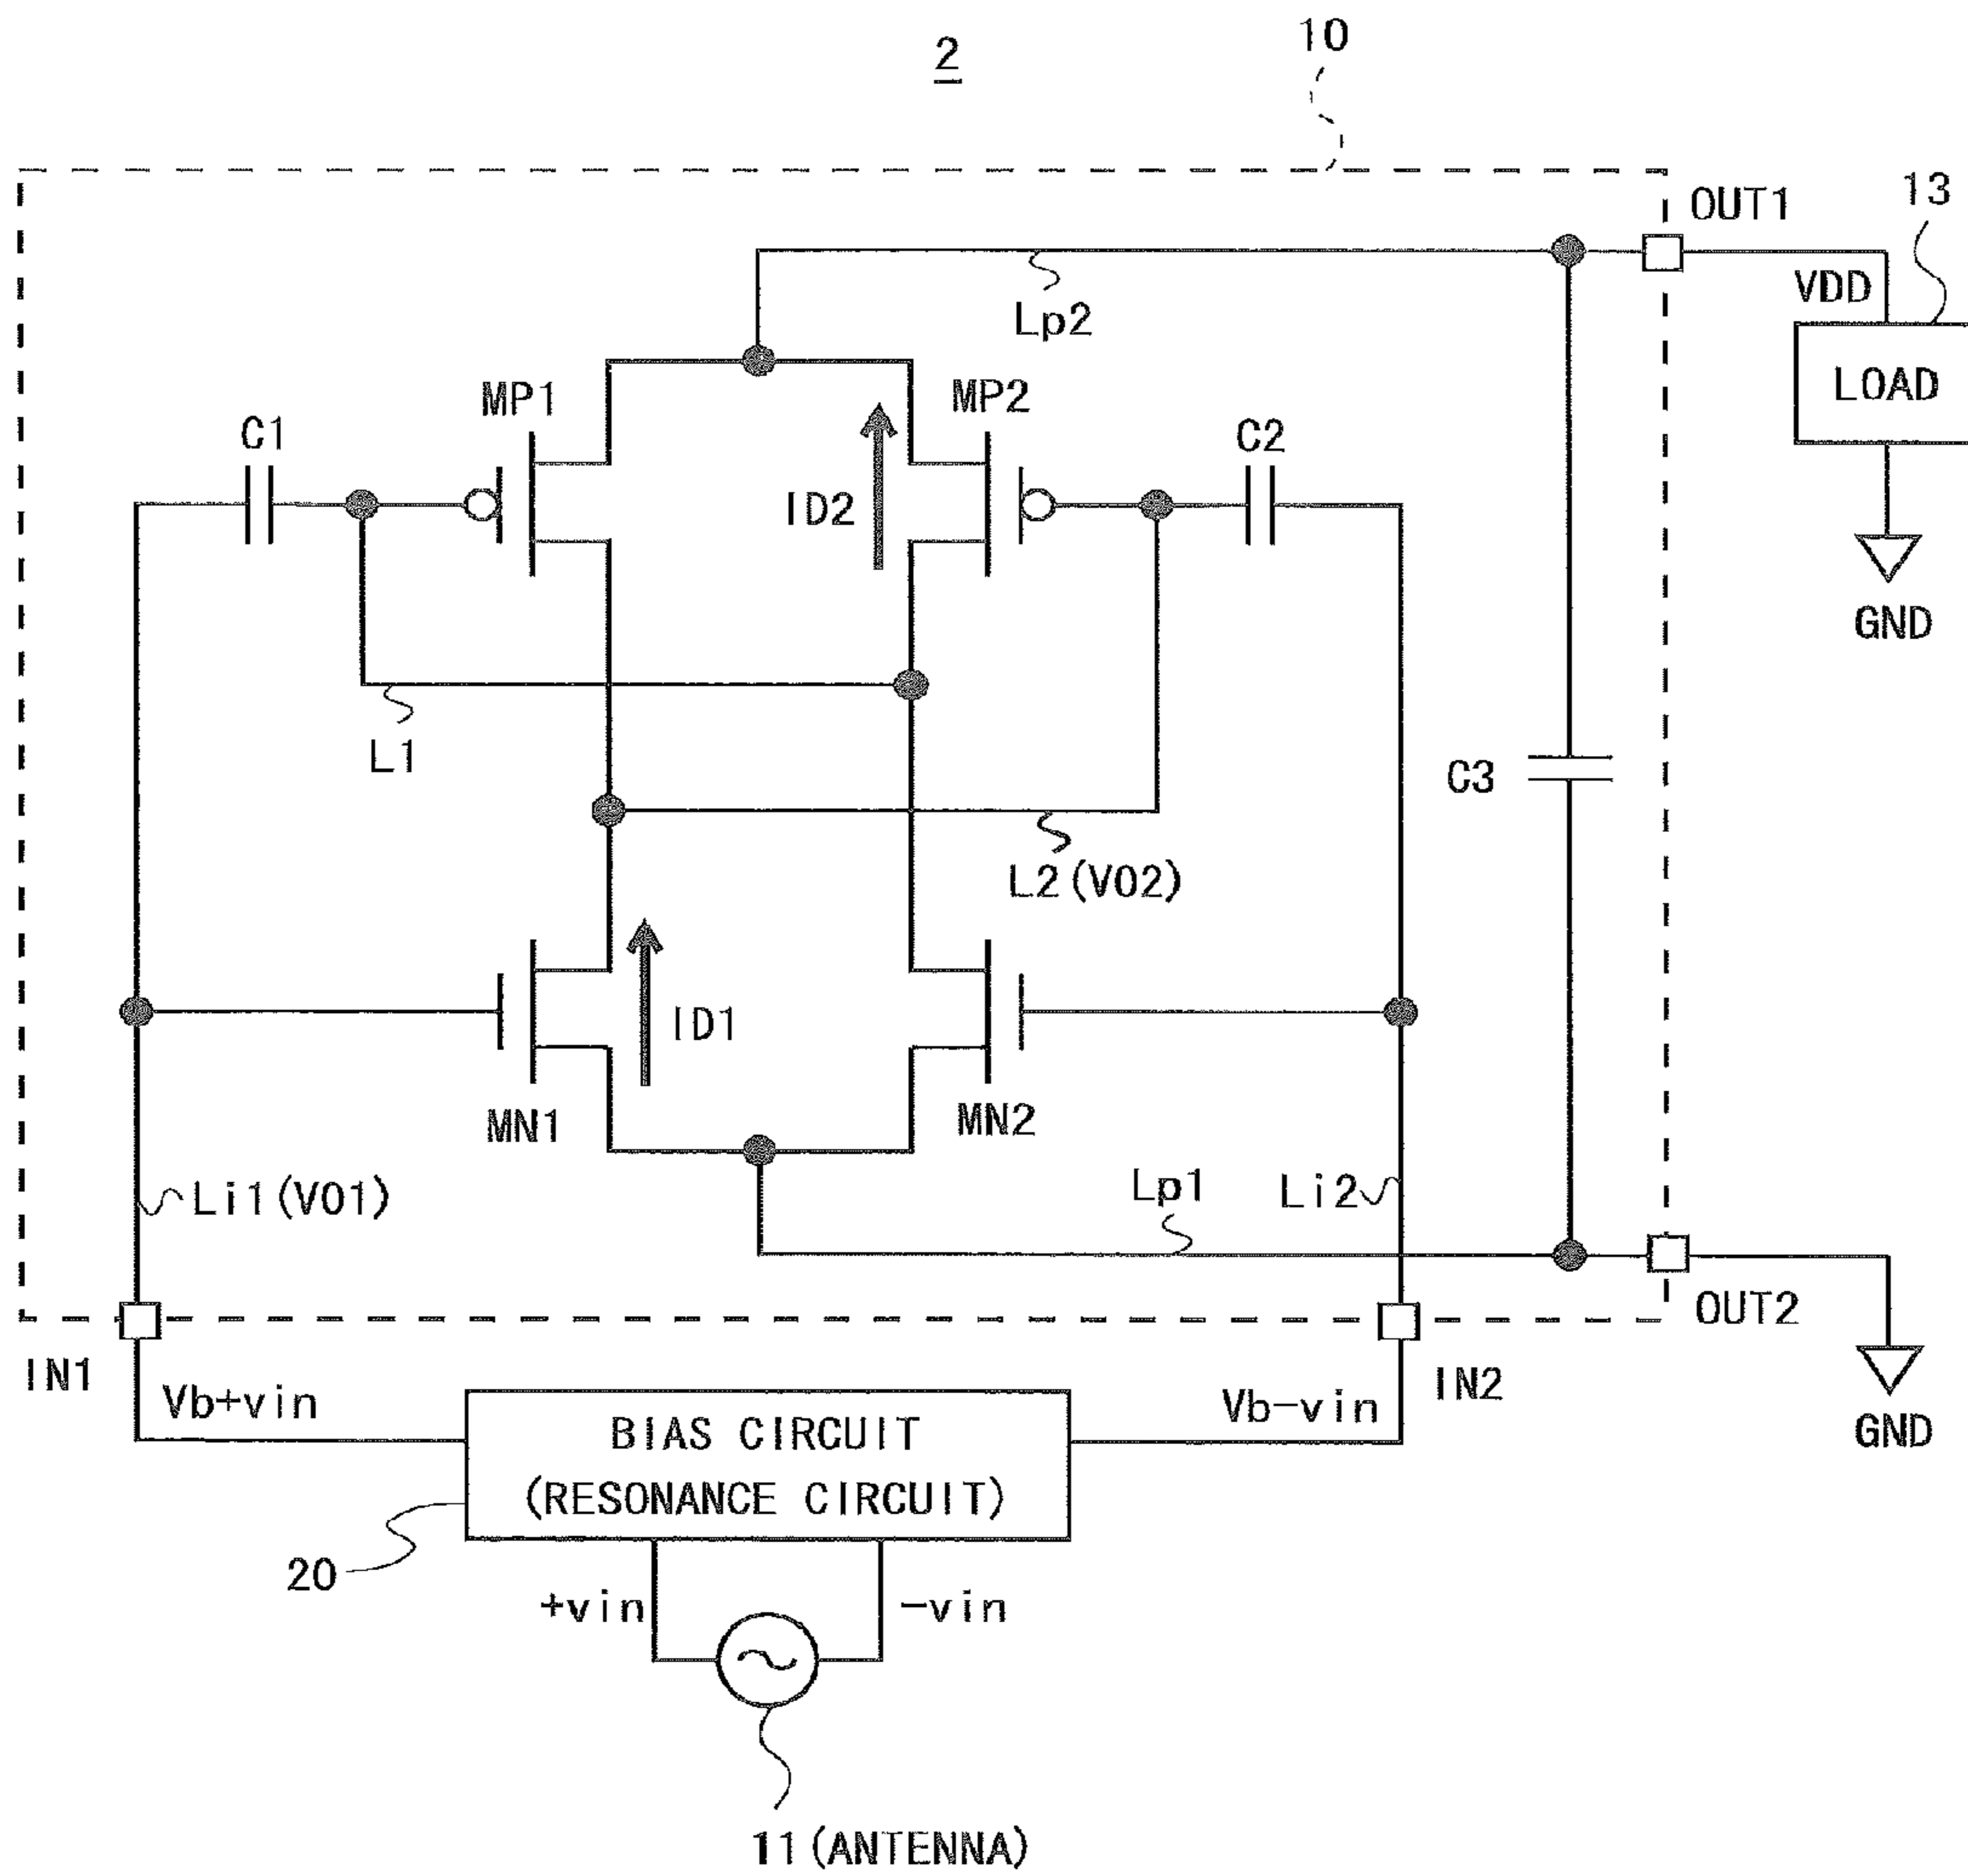 2
10
OUT1
13
VDD
Lp2
LOAD
MP1
MP2
C1
C2
ID2
GND
L1
C3
L2(VO2)
ID1
MN1
MN2
Li1(VO1)
Lp1
Li2
OUT2
IN1
IN2
Vb+vin
Vb-vin
GND
BIAS CIRCUIT
(RESONANCE CIRCUIT)
20
+vin
-vin
11(ANTENNA)